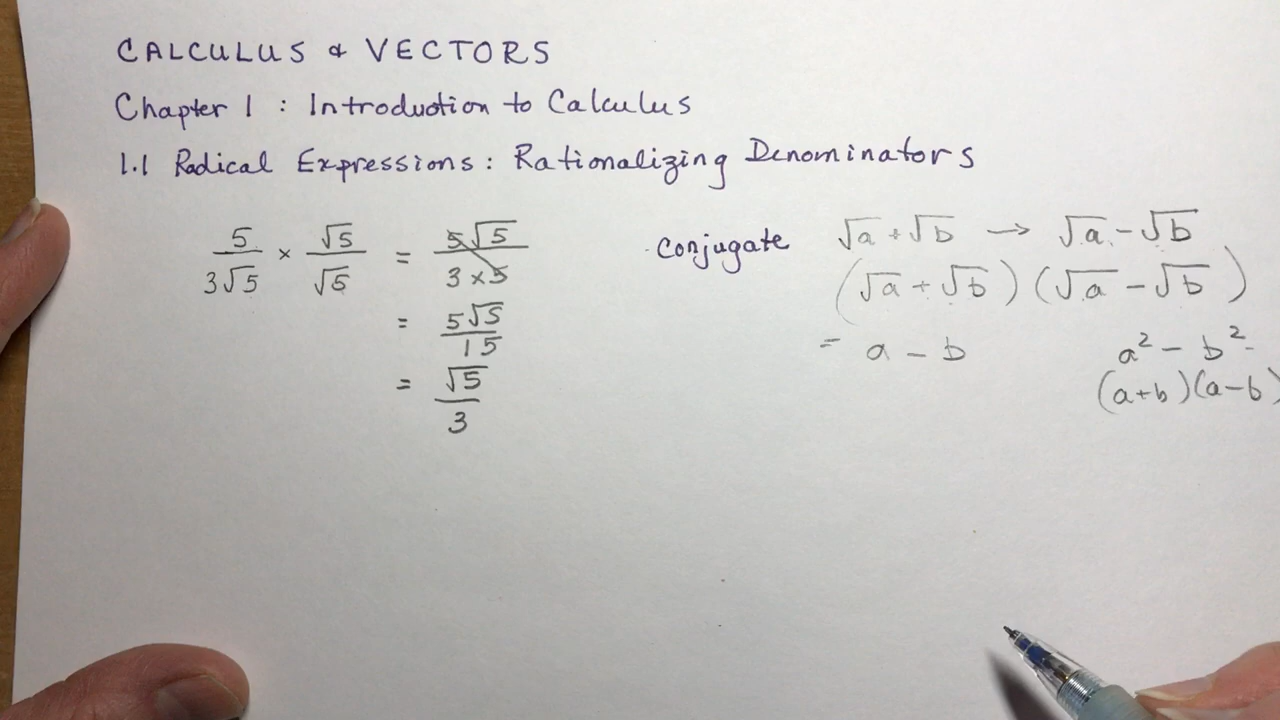 CALCULUS & VECTORS
Chapter 1 : Introduction to Calculus
1.1 Radical Expressions: Rationalizing Denominators
5/3√5 × √5/√5 = 5√5/3×5
= 5√5/15
= √5/3
Conjugate √a + √b → √a - √b
(√a + √b)(√a - √b)
= a - b
a² - b²
(a+b)(a-b)